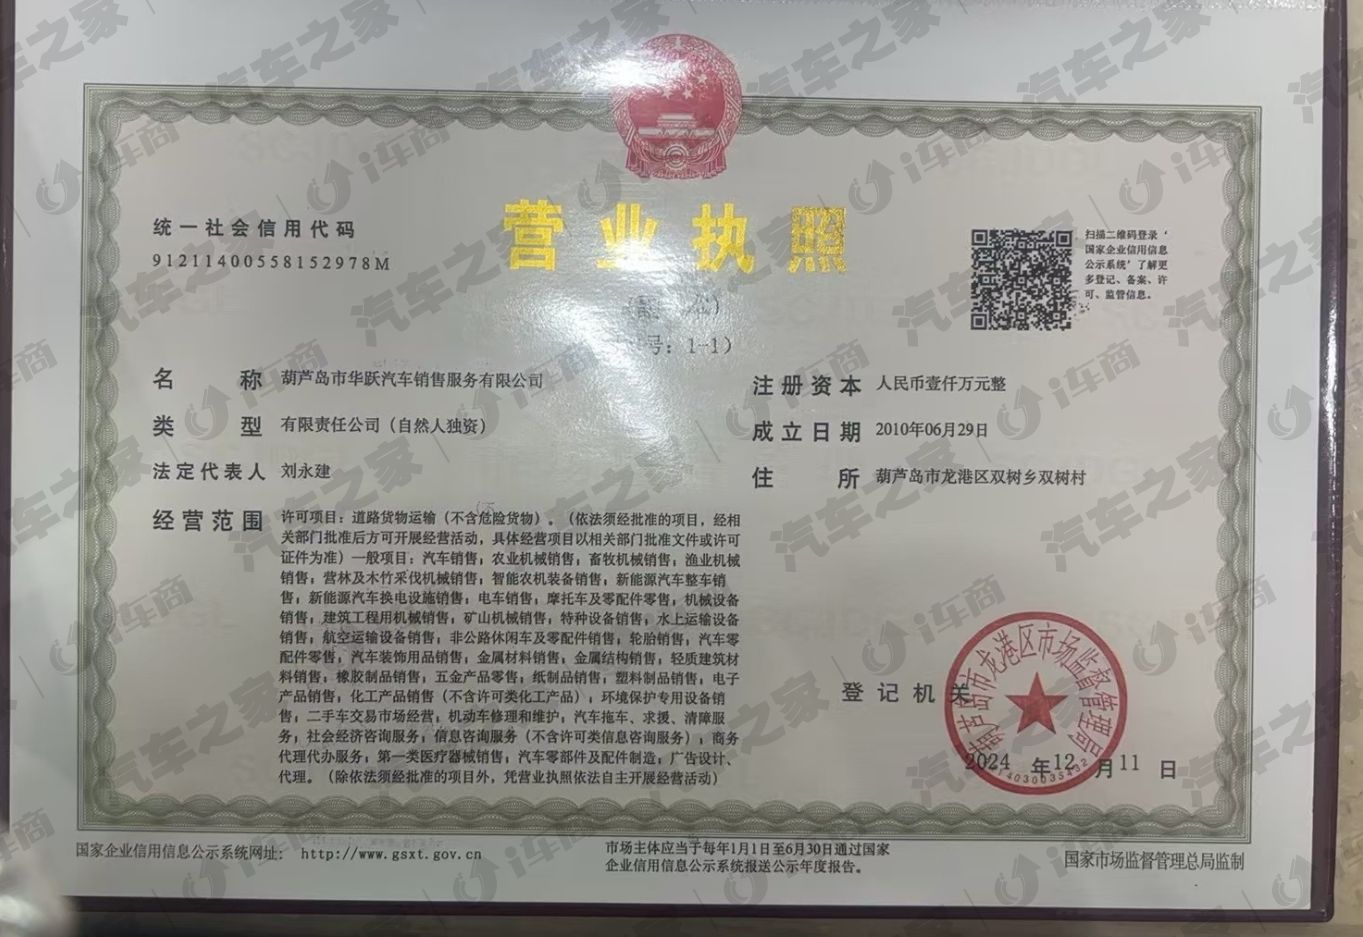 营业执照
统一社会信用代码
91211400558152978M
扫描二维码登录‘
国家企业信用信息
公示系统’了解更
多登记、备案、许
可、监管信息。
号：1-1）
名 称 葫芦岛市华跃汽车销售服务有限公司
类 型 有限责任公司（自然人独资）
法定代表人 刘永建
注册资本 人民币壹仟万元整
成立日期 2010年06月29日
住 所 葫芦岛市龙港区双树乡双树村
经营范围 许可项目：道路货物运输（不含危险货物）。（依法须经批准的项目，经相
关部门批准后方可开展经营活动，具体经营项目以相关部门批准文件或许可
证件为准）一般项目：汽车销售；农业机械销售；畜牧机械销售；渔业机械
销售；营林及木竹采伐机械销售；智能农机装备销售；新能源汽车整车销
售；新能源汽车换电设施销售；电车销售；摩托车及零配件零售；机械设备
销售；建筑工程用机械销售；矿山机械销售；特种设备销售；水上运输设备
销售；航空运输设备销售；非公路休闲车及零配件销售；轮胎销售；汽车零
配件零售；汽车装饰用品销售；金属材料销售；金属结构销售；轻质建筑材
料销售；橡胶制品销售；五金产品零售；纸制品销售；塑料制品销售；电子
产品销售；化工产品销售（不含许可类化工产品）；环境保护专用设备销
售；二手车交易市场经营；机动车修理和维护；汽车拖车、求援、清障服
务；社会经济咨询服务；信息咨询服务（不含许可类信息咨询服务）；商务
代理代办服务；第一类医疗器械销售；汽车零部件及配件制造；广告设计、
代理。（除依法须经批准的项目外，凭营业执照依法自主开展经营活动）
登记机关
葫芦岛市龙港区市场监督管理局
2024 年12 月11 日
国家企业信用信息公示系统网址： http://www.gsxt.gov.cn
市场主体应当于每年1月1日至6月30日通过国家
企业信用信息公示系统报送公示年度报告。
国家市场监督管理总局监制
汽车之家
i车商